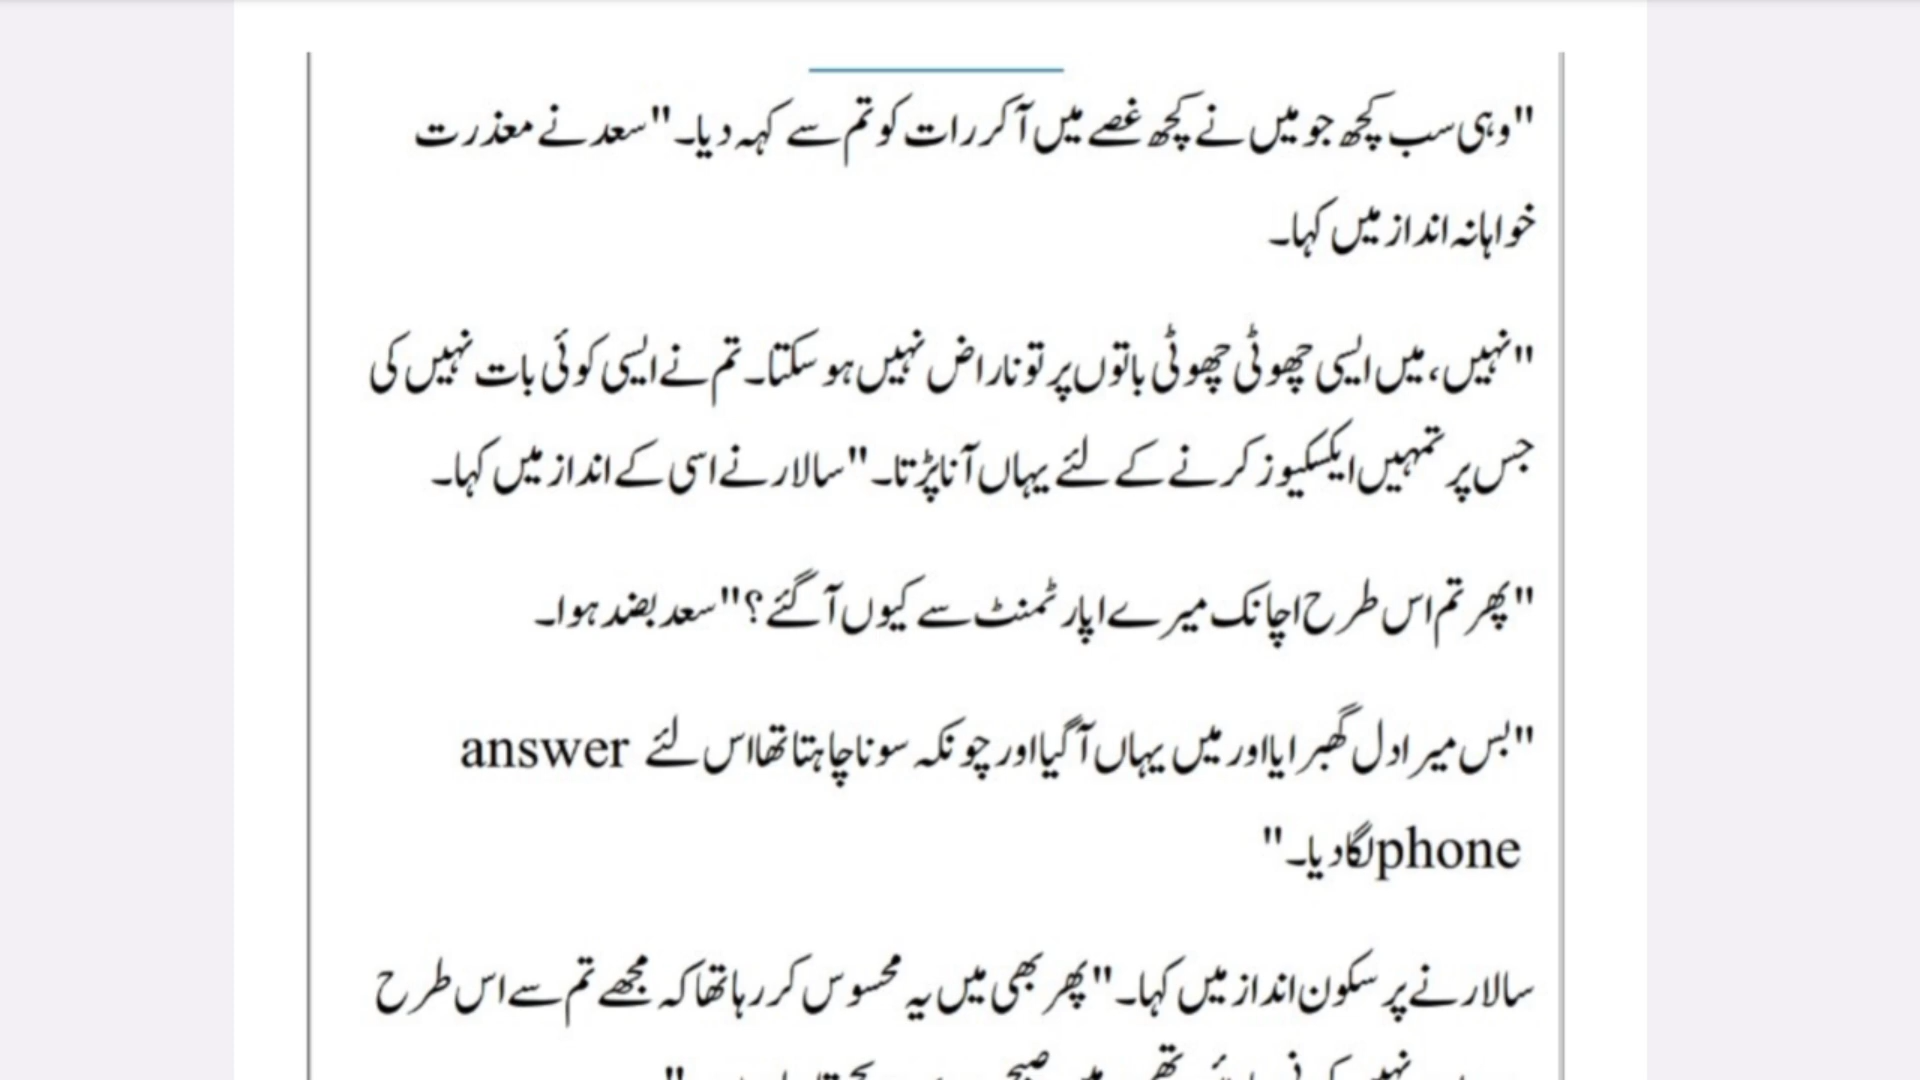 "وہی سب کچھ جو میں نے کچھ غصے میں آکر رات کو تم سے کہہ دیا۔" سعد نے معذرت
خواہانہ انداز میں کہا۔
"نہیں، میں ایسی چھوٹی چھوٹی باتوں پر تو ناراض نہیں ہو سکتا۔ تم نے ایسی کوئی بات نہیں کی
جس پر تمہیں ایکسکیوز کرنے کے لئے یہاں آنا پڑتا۔" سالار نے اسی کے انداز میں کہا۔
"پھر تم اس طرح اچانک میرے اپارٹمنٹ سے کیوں آگئے؟" سعد بضد ہوا۔
"بس میرا دل گھبرایا اور میں یہاں آگیا اور چونکہ سونا چاہتا تھا اس لئے answer
phone لگا دیا۔"
سالار نے پرسکون انداز میں کہا۔ "پھر بھی میں یہ محسوس کر رہا تھا کہ مجھے تم سے اس طرح